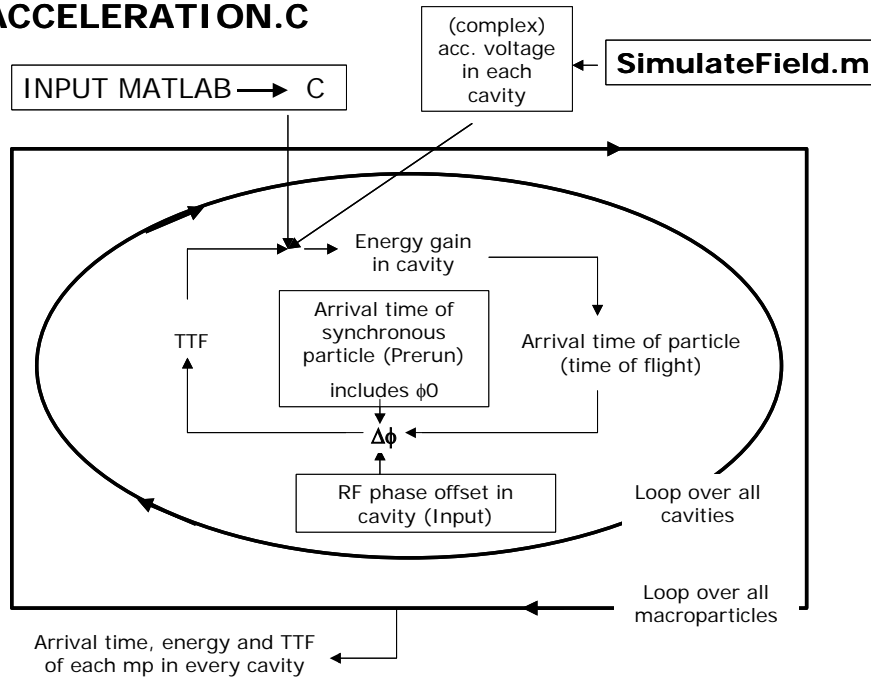 ACCELERATION.C
(complex)
acc. voltage
in each
cavity
SimulateField.m
INPUT MATLAB C
Energy gain
in cavity
Arrival time of
synchronous
particle (Prerun)
includes ϕ0
TTF
Arrival time of particle
(time of flight)
Δϕ
RF phase offset in
cavity (Input)
Loop over all
cavities
Loop over all
macroparticles
Arrival time, energy and TTF
of each mp in every cavity